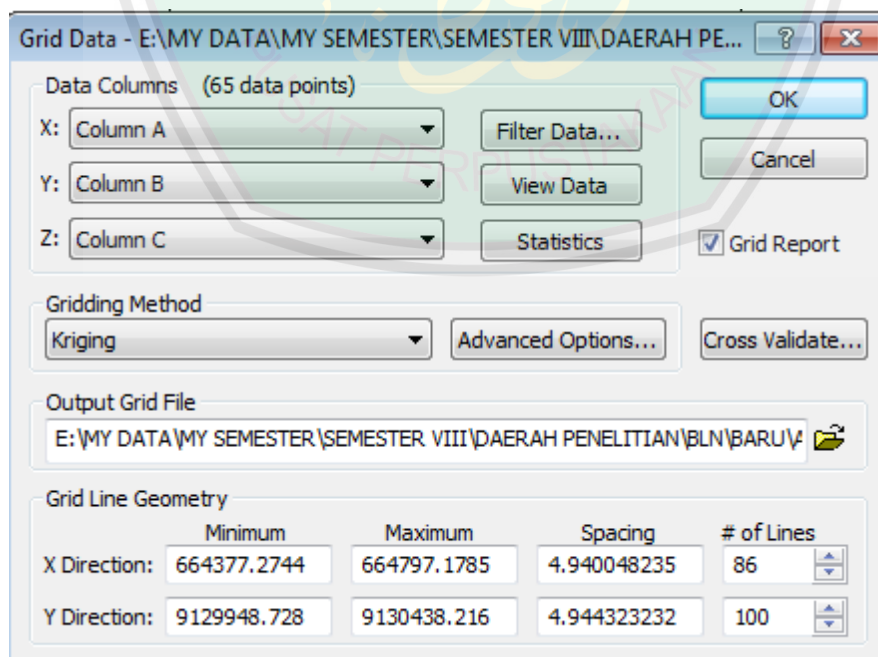 Grid Data - E:\MY DATA\MY SEMESTER\SEMESTER VIII\DAERAH PE...
Data Columns (65 data points)
OK
X: Column A
Filter Data...
Cancel
Y: Column B
View Data
Z: Column C
Statistics
Grid Report
Gridding Method
Kriging
Advanced Options...
Cross Validate...
Output Grid File
E:\MY DATA\MY SEMESTER\SEMESTER VIII\DAERAH PENELITIAN\BLN\BARU\
Grid Line Geometry
Minimum Maximum Spacing # of Lines
X Direction: 664377.2744 664797.1785 4.940048235 86
Y Direction: 9129948.728 9130438.216 4.944323232 100
PERPUSTAKAAN